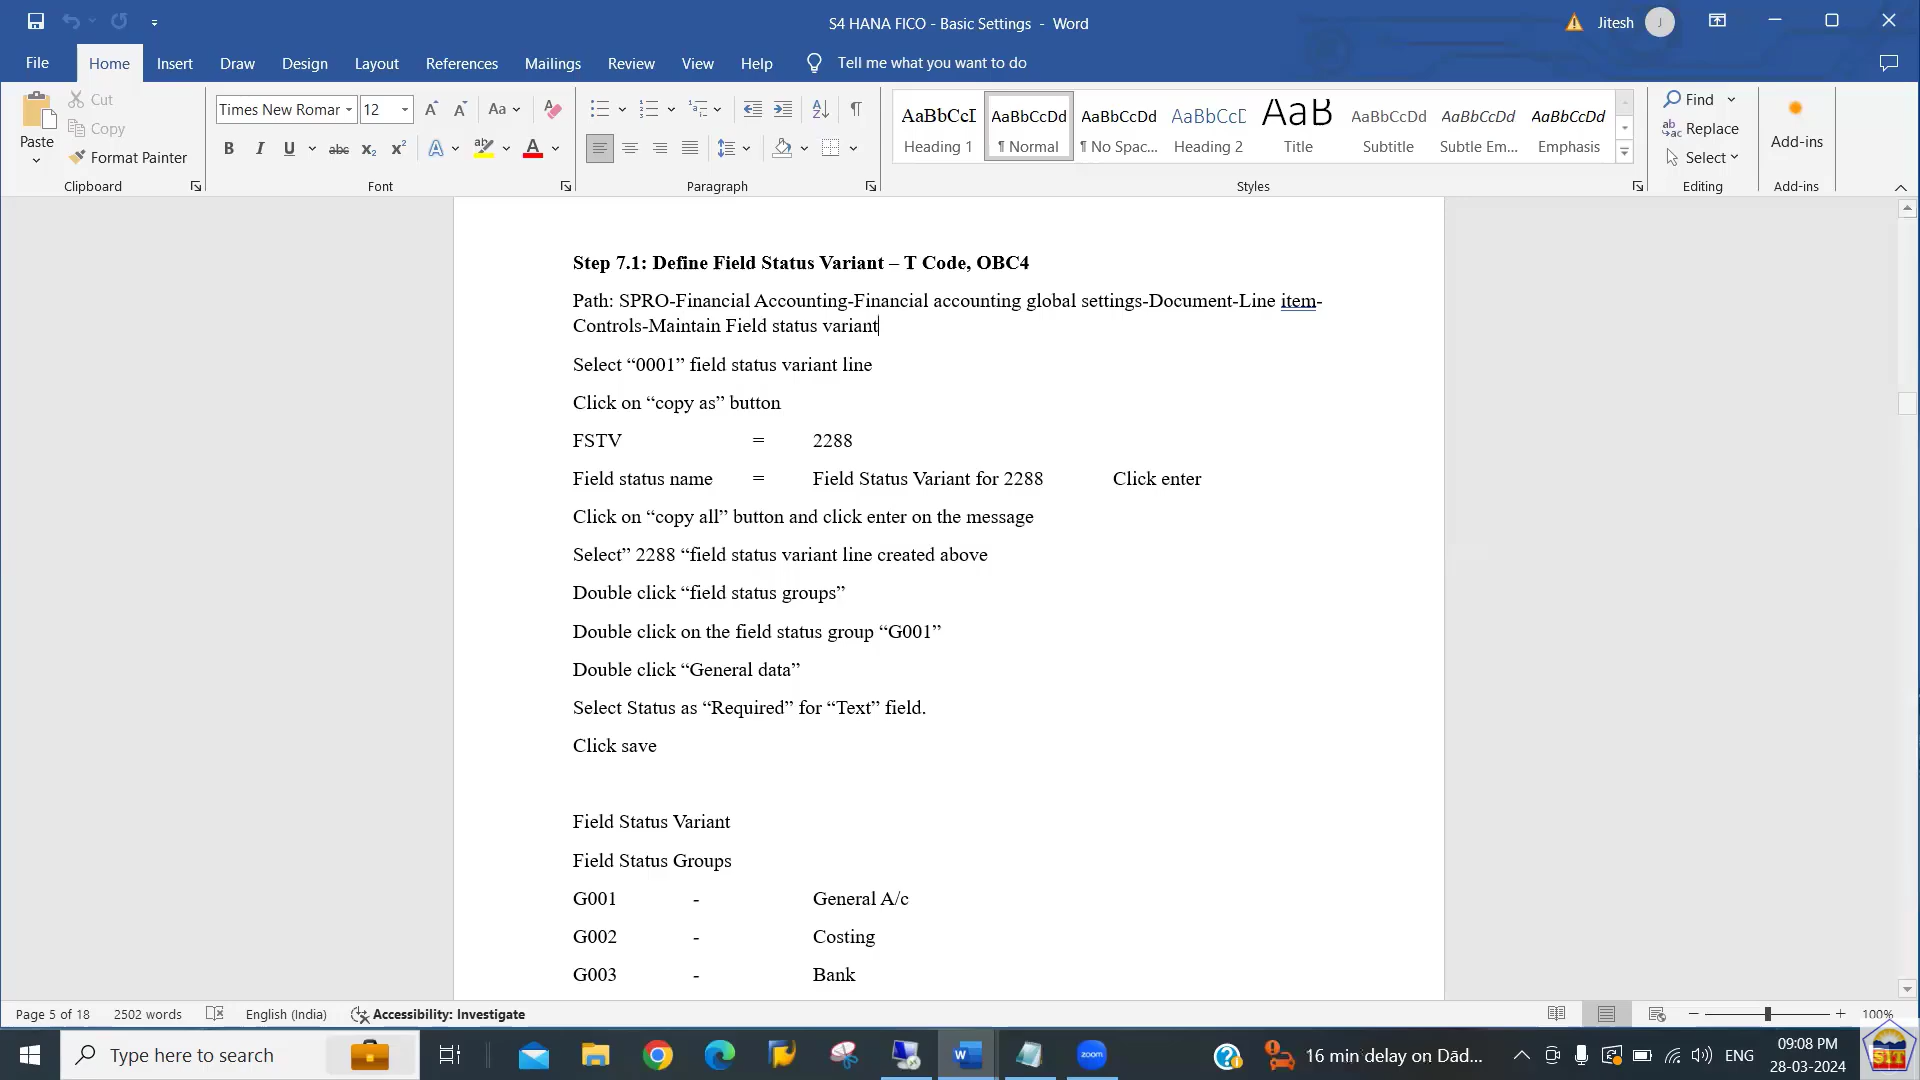 S4 HANA FICO - Basic Settings - Word
Jitesh
J
File
Home
Insert
Draw
Design
Layout
References
Mailings
Review
View
Help
Tell me what you want to do
Paste
Cut
Copy
Format Painter
Clipboard
Times New Romar
12
Aa
B I U abc x₂ x² A ab A
Font
Paragraph
AaBbCcI AaBbCcDd AaBbCcDd AaBbCcD AaB AaBbCcDd AaBbCcDd AaBbCcDd
Heading 1 ¶ Normal ¶ No Spac... Heading 2 Title Subtitle Subtle Em... Emphasis
Styles
Find
Replace
Select
Editing
Add-ins
Add-ins
Step 7.1: Define Field Status Variant – T Code, OBC4
Path: SPRO-Financial Accounting-Financial accounting global settings-Document-Line item-
Controls-Maintain Field status variant
Select “0001” field status variant line
Click on “copy as” button
FSTV = 2288
Field status name = Field Status Variant for 2288 Click enter
Click on “copy all” button and click enter on the message
Select” 2288 “field status variant line created above
Double click “field status groups”
Double click on the field status group “G001”
Double click “General data”
Select Status as “Required” for “Text” field.
Click save
Field Status Variant
Field Status Groups
G001 - General A/c
G002 - Costing
G003 - Bank
Page 5 of 18
2502 words
English (India)
Accessibility: Investigate
100%
Type here to search
zoom
16 min delay on Dād...
ENG
09:08 PM
28-03-2024
SIT